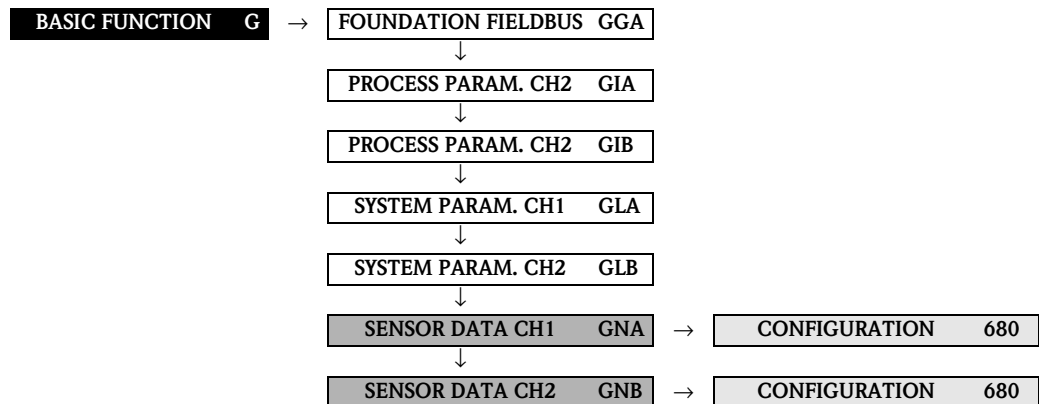 BASIC FUNCTION G → FOUNDATION FIELDBUS GGA
↓
PROCESS PARAM. CH2 GIA
↓
PROCESS PARAM. CH2 GIB
↓
SYSTEM PARAM. CH1 GLA
↓
SYSTEM PARAM. CH2 GLB
↓
SENSOR DATA CH1 GNA → CONFIGURATION 680
↓
SENSOR DATA CH2 GNB → CONFIGURATION 680